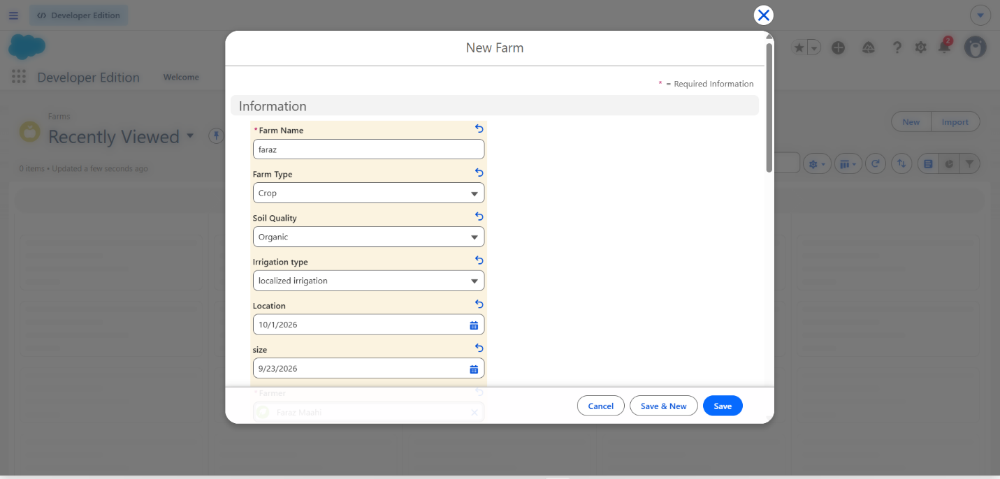 Developer Edition
New Farm
2
Developer Edition
Welcome
* = Required Information
Information
Farms
Recently Viewed
New
Import
0 items • Updated a few seconds ago
* Farm Name
faraz
Farm Type
Crop
Soil Quality
Organic
Irrigation type
localized irrigation
Location
10/1/2026
size
9/23/2026
* Farmer
Faraz Maahi
Cancel
Save & New
Save